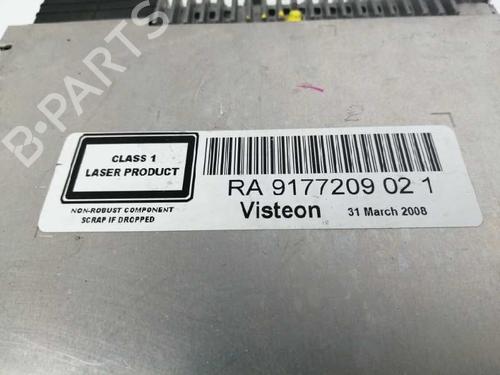 B-PARTS
CLASS 1
LASER PRODUCT
NON-ROBUST COMPONENT
SCRAP IF DROPPED
RA 9177209 02 1
Visteon 31 March 2008
2